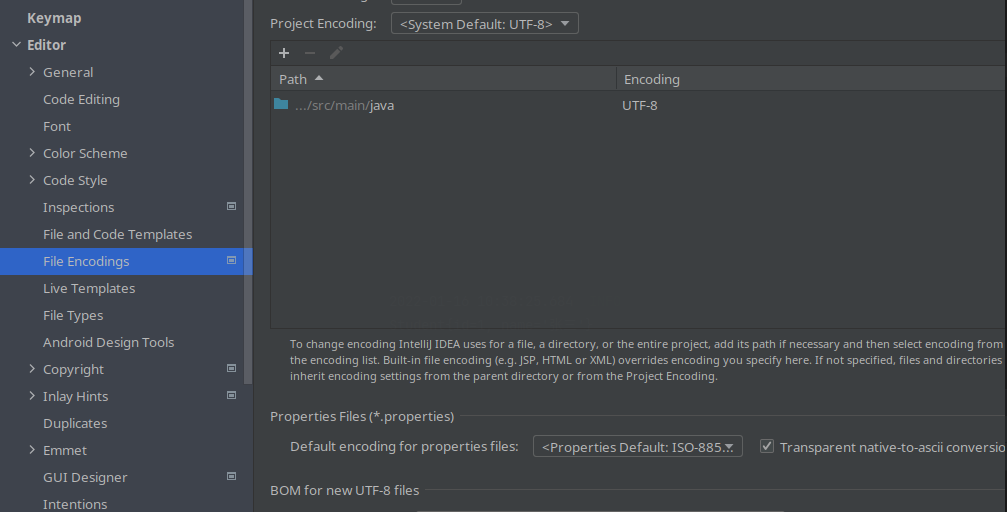 Keymap
Editor
General
Code Editing
Font
Color Scheme
Code Style
Inspections
File and Code Templates
File Encodings
Live Templates
File Types
Android Design Tools
Copyright
Inlay Hints
Duplicates
Emmet
GUI Designer
Intentions
Project Encoding: <System Default: UTF-8>
Path Encoding
.../src/main/java UTF-8
To change encoding IntelliJ IDEA uses for a file, a directory, or the entire project, add its path if necessary and then select encoding from
the encoding list. Built-in file encoding (e.g. JSP, HTML or XML) overrides encoding you specify here. If not specified, files and directories
inherit encoding settings from the parent directory or from the Project Encoding.
Properties Files (*.properties)
Default encoding for properties files: <Properties Default: ISO-885... Transparent native-to-ascii conversio
BOM for new UTF-8 files